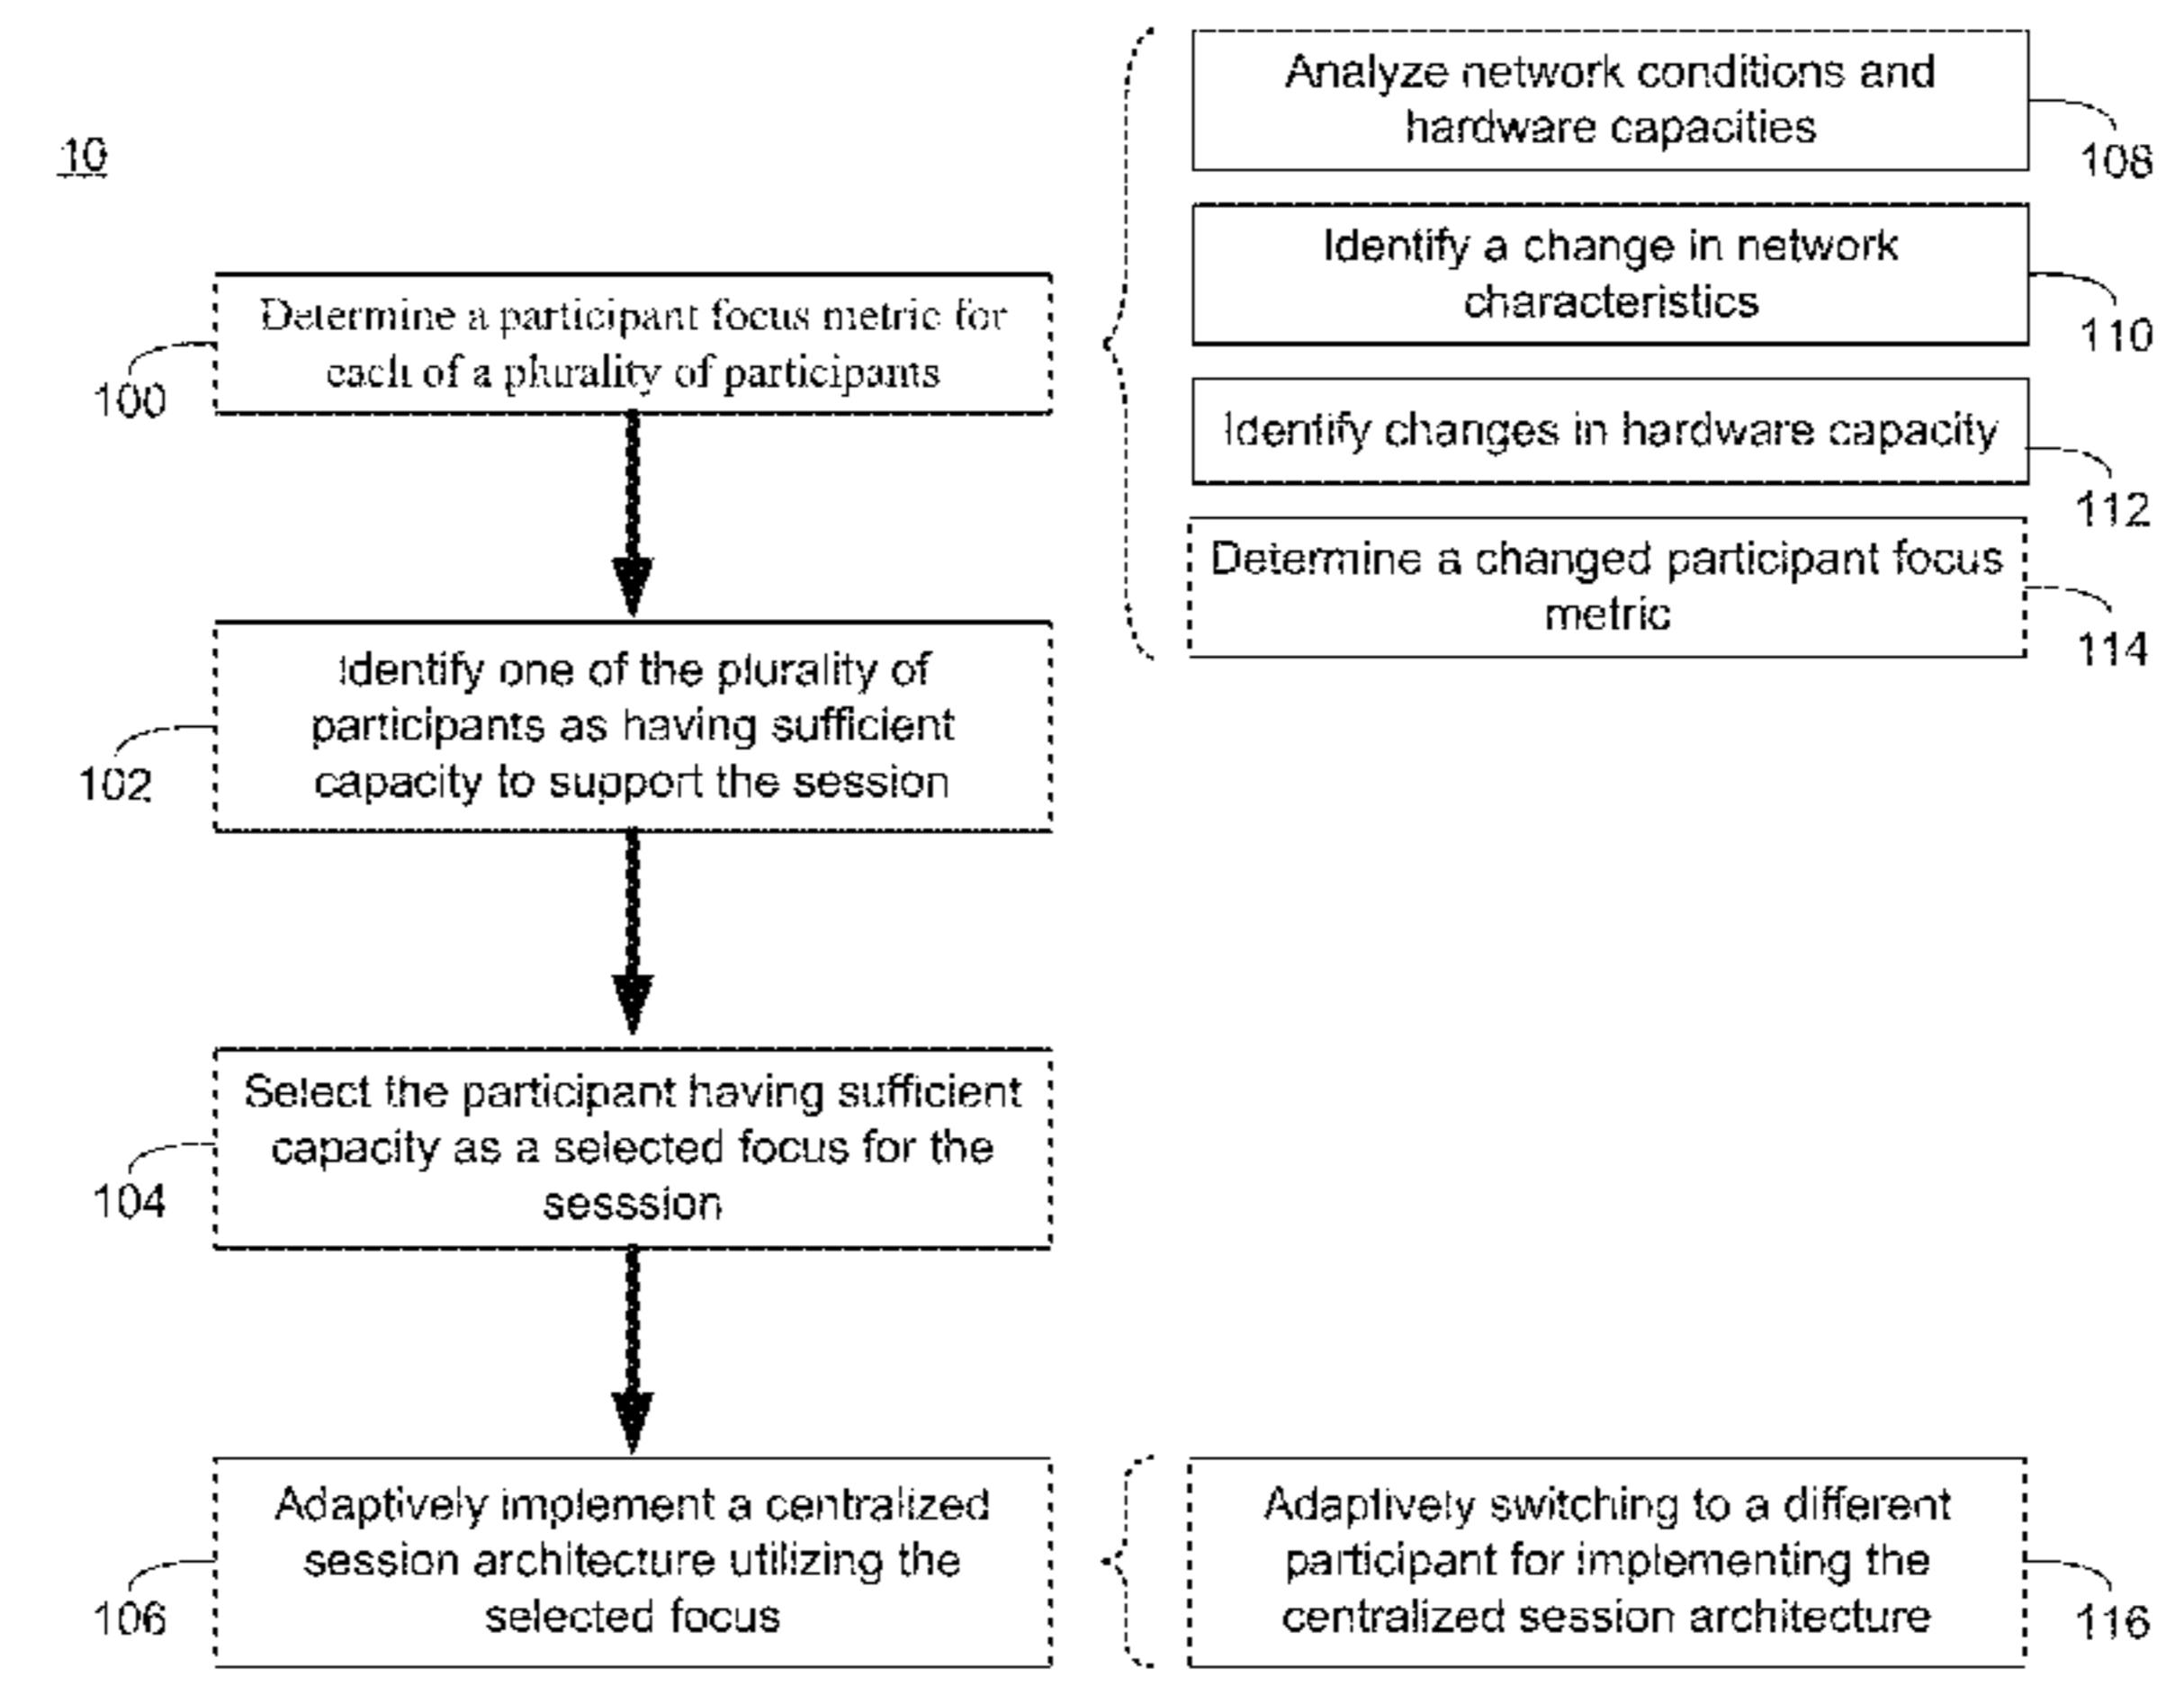 10
Determine a participant focus metric for
each of a plurality of participants
100
Identify one of the plurality of
participants as having sufficient
capacity to support the session
102
Select the participant having sufficient
capacity as a selected focus for the
sesssion
104
Adaptively implement a centralized
session architecture utilizing the
selected focus
106
Analyze network conditions and
hardware capacities
108
Identify a change in network
characteristics
110
Identify changes in hardware capacity
112
Determine a changed participant focus
metric
114
Adaptively switching to a different
participant for implementing the
centralized session architecture
116